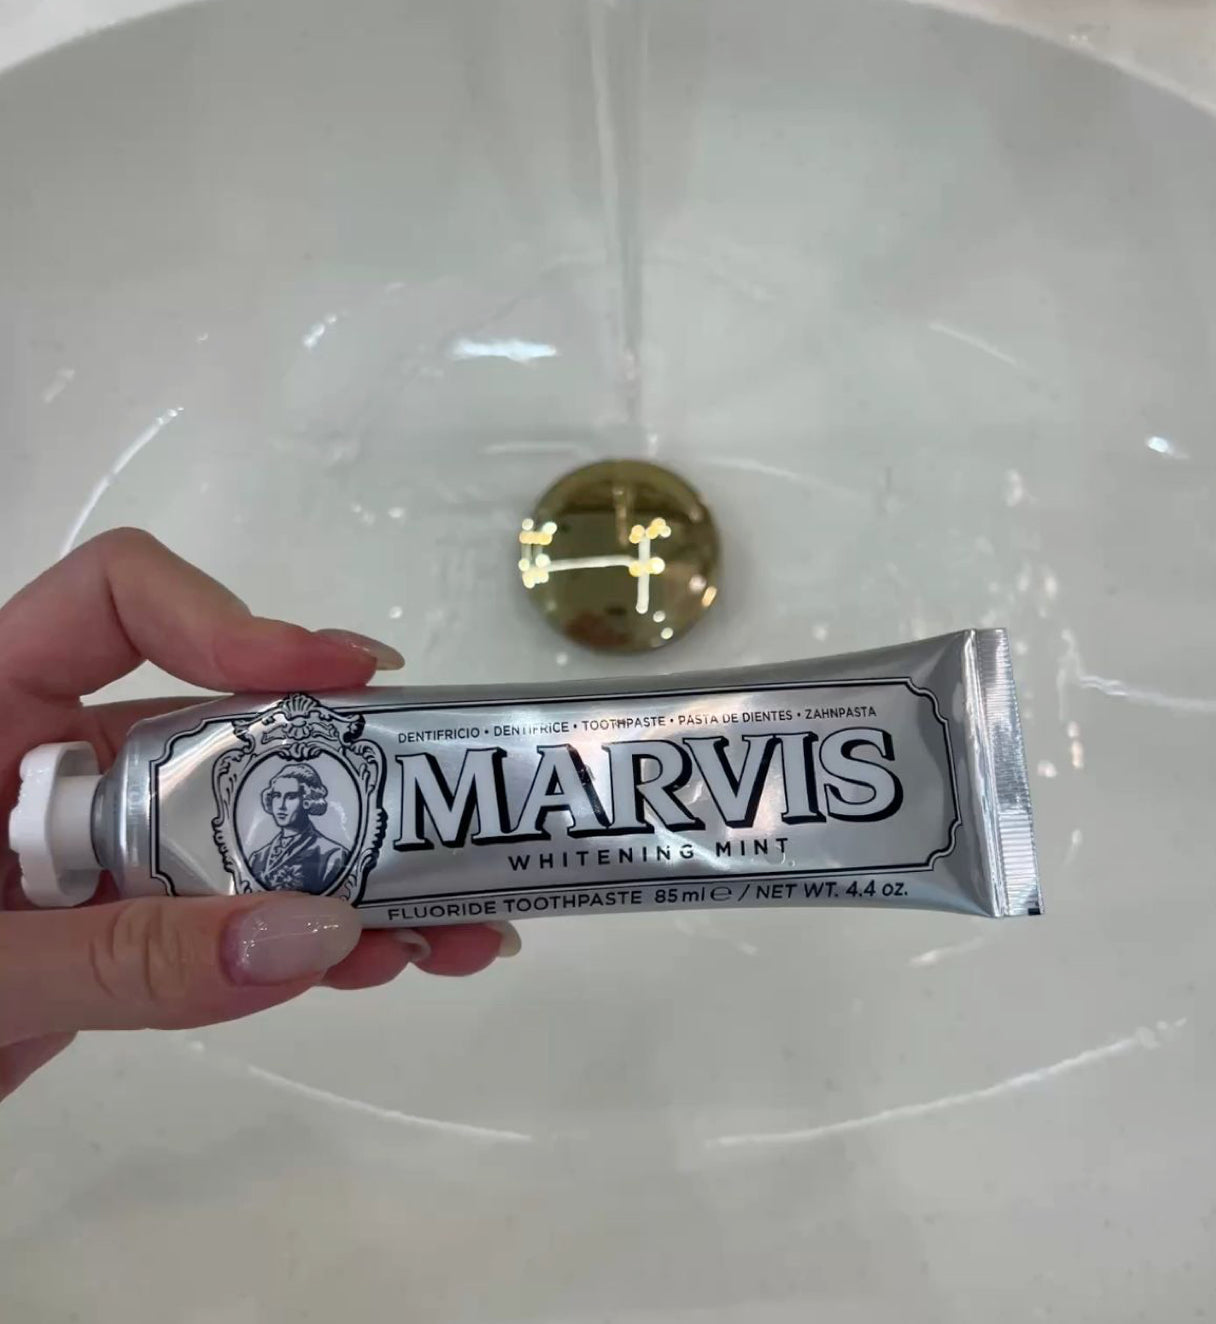 DENTIFRICIO • DENTIFRICE • TOOTHPASTE • PASTA DE DIENTES • ZAHNPASTA
MARVIS
WHITENING MINT
FLUORIDE TOOTHPASTE 85 ml ℮ / NET WT. 4.4 oz.